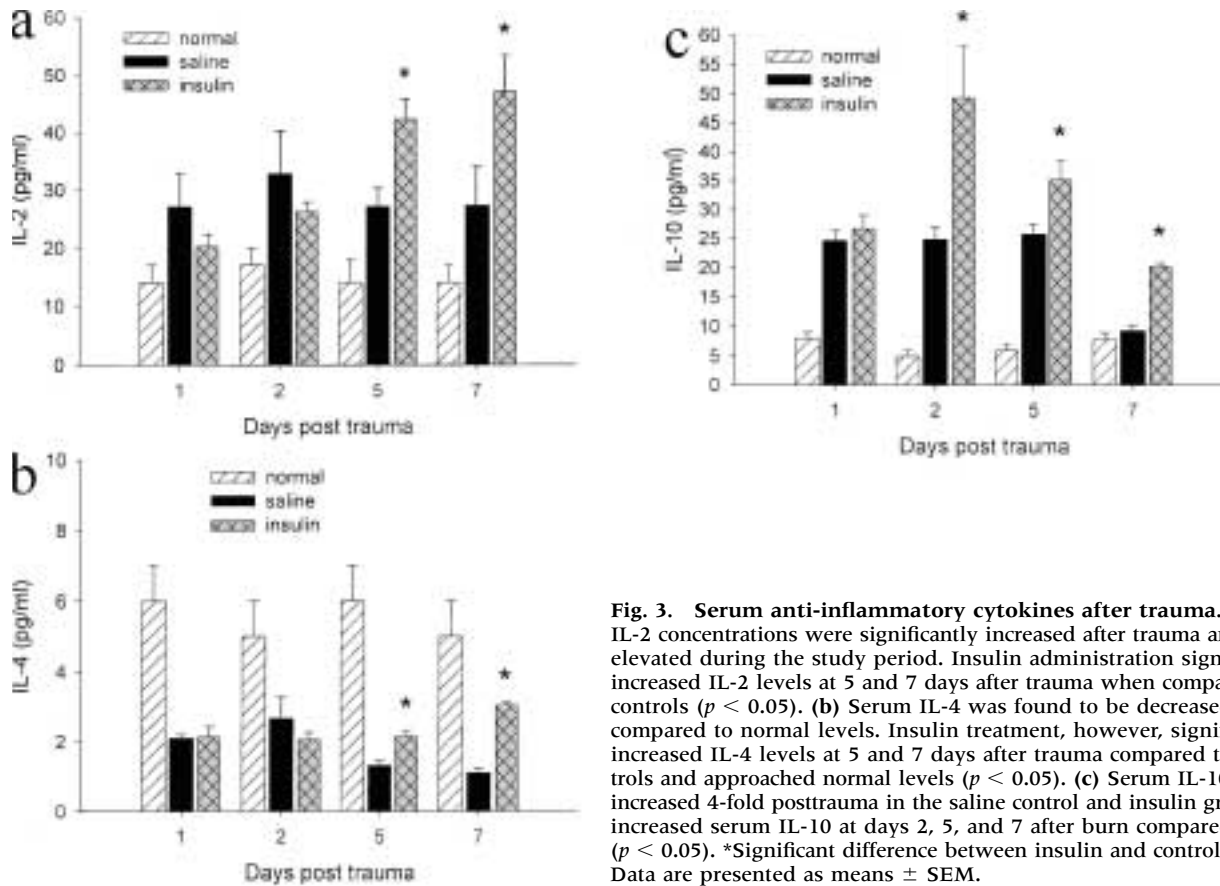 a
60
50
40
30
20
10
0
IL-2 (pg/ml)
normal
saline
insulin
*
*
1 2 5 7
Days post trauma
b
10
8
6
4
2
0
IL-4 (pg/ml)
normal
saline
insulin
*
*
1 2 5 7
Days post trauma
c
60
55
50
45
40
35
30
25
20
15
10
5
0
IL-10 (pg/ml)
normal
saline
insulin
*
*
*
1 2 5 7
Days post trauma
Fig. 3. Serum anti-inflammatory cytokines after trauma.
IL-2 concentrations were significantly increased after trauma
elevated during the study period. Insulin administration
increased IL-2 levels at 5 and 7 days after trauma when
controls (p < 0.05). (b) Serum IL-4 was found to be
compared to normal levels. Insulin treatment, however,
increased IL-4 levels at 5 and 7 days after trauma compared
trols and approached normal levels (p < 0.05). (c) Serum
increased 4-fold posttrauma in the saline control and insulin
increased serum IL-10 at days 2, 5, and 7 after burn
(p < 0.05). *Significant difference between insulin and
Data are presented as means ± SEM.